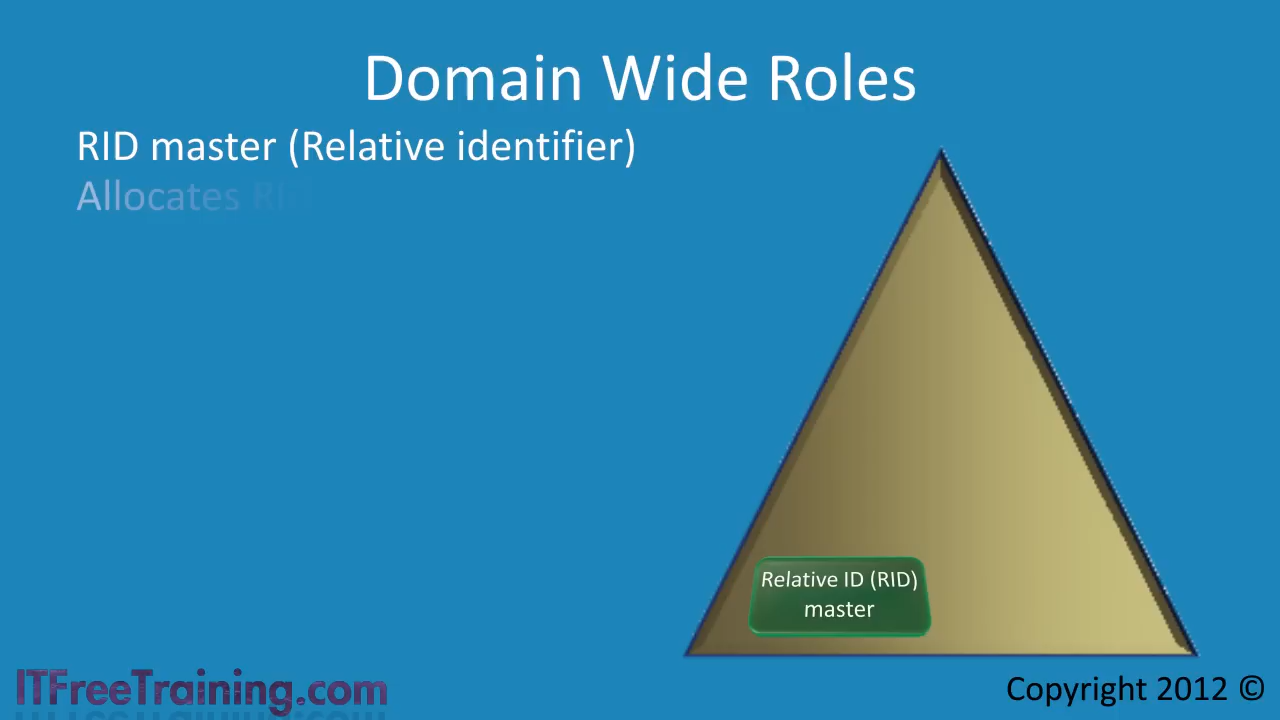 Domain Wide Roles
RID master (Relative identifier)
Allocates
Relative ID (RID)
master
ITFreeTraining.com
Copyright 2012 ©